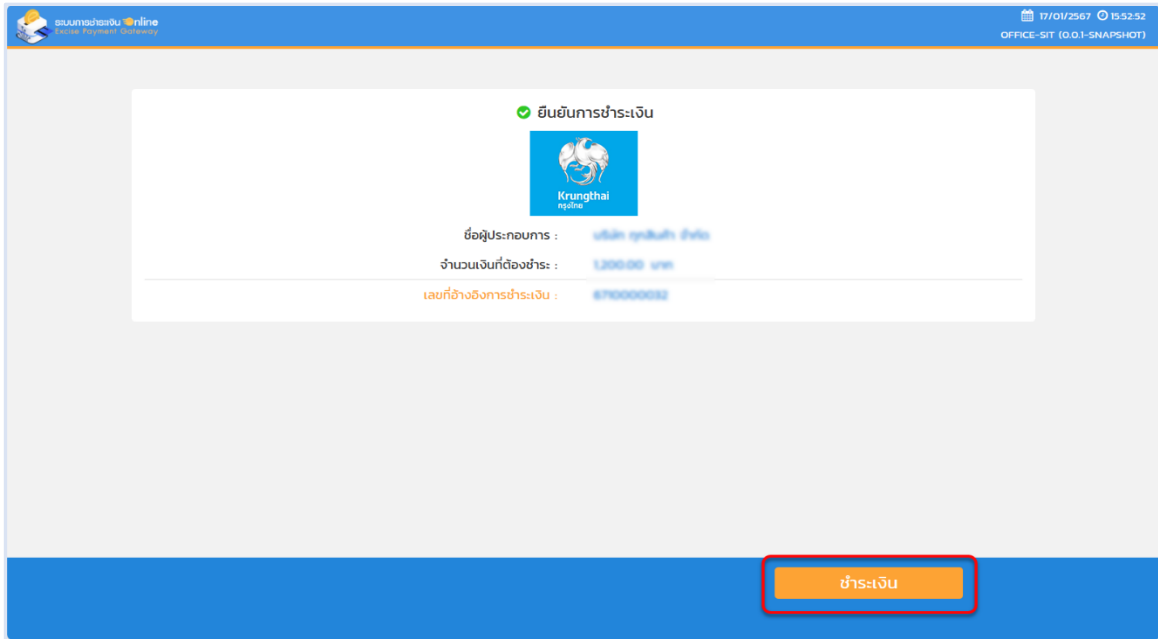 ระบบการชำระเงิน Online
Excise Payment Gateway
17/01/2567 15:52:52
OFFICE-SIT (0.0.1-SNAPSHOT)
ยืนยันการชำระเงิน
Krungthai
กรุงไทย
ชื่อผู้ประกอบการ :
จำนวนเงินที่ต้องชำระ : 1,200.00 บาท
เลขที่อ้างอิงการชำระเงิน :
ชำระเงิน